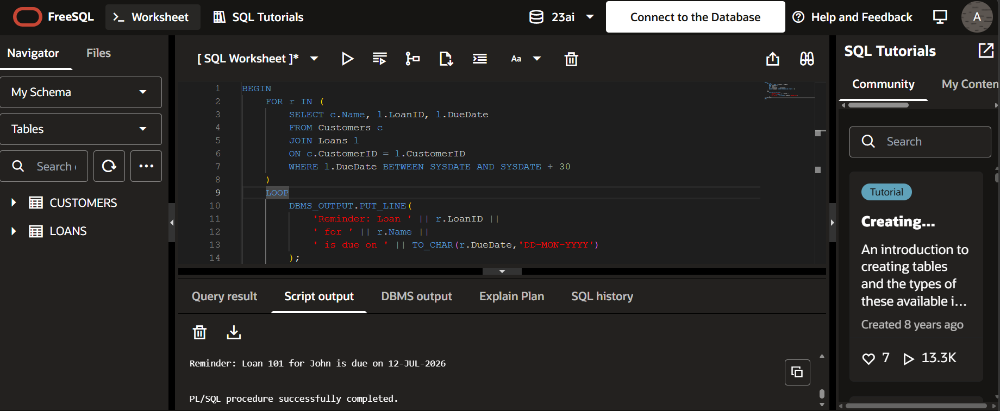 FreeSQL
Worksheet
SQL Tutorials
23ai
Connect to the Database
Help and Feedback
A
Navigator
Files
My Schema
Tables
Search
CUSTOMERS
LOANS
[ SQL Worksheet ]*
Aa
1 BEGIN
2 FOR r IN (
3 SELECT c.Name, l.LoanID, l.DueDate
4 FROM Customers c
5 JOIN Loans l
6 ON c.CustomerID = l.CustomerID
7 WHERE l.DueDate BETWEEN SYSDATE AND SYSDATE + 30
8 )
9 LOOP
10 DBMS_OUTPUT.PUT_LINE(
11 'Reminder: Loan ' || r.LoanID ||
12 ' for ' || r.Name ||
13 ' is due on ' || TO_CHAR(r.DueDate,'DD-MON-YYYY')
14 );
Query result
Script output
DBMS output
Explain Plan
SQL history
Reminder: Loan 101 for John is due on 12-JUL-2026
PL/SQL procedure successfully completed.
SQL Tutorials
Community
My Conten
Search
Tutorial
Creating...
An introduction to
creating tables
and the types of
these available i...
Created 8 years ago
7
13.3K